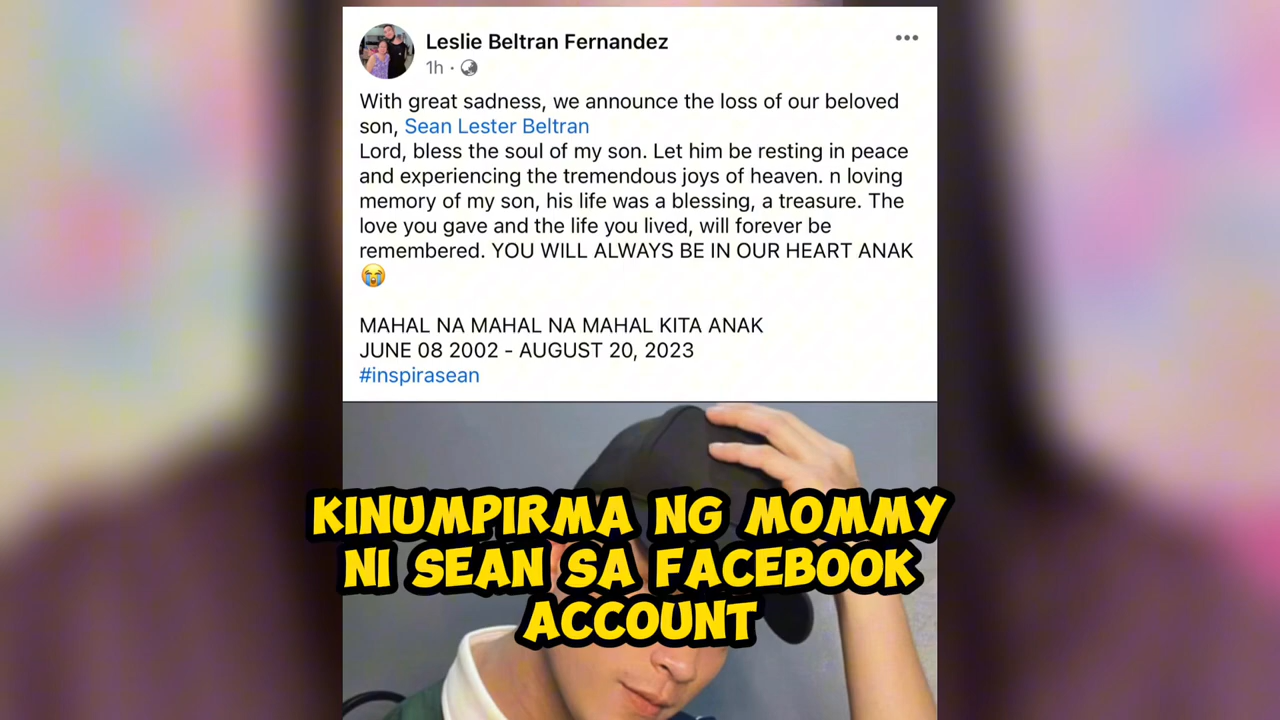 Leslie Beltran Fernandez
1h ·
With great sadness, we announce the loss of our beloved
son, Sean Lester Beltran
Lord, bless the soul of my son. Let him be resting in peace
and experiencing the tremendous joys of heaven. n loving
memory of my son, his life was a blessing, a treasure. The
love you gave and the life you lived, will forever be
remembered. YOU WILL ALWAYS BE IN OUR HEART ANAK
😭
MAHAL NA MAHAL NA MAHAL KITA ANAK
JUNE 08 2002 - AUGUST 20, 2023
#inspirasean
KINUMPIRMA NG MOMMY
NI SEAN SA FACEBOOK
ACCOUNT